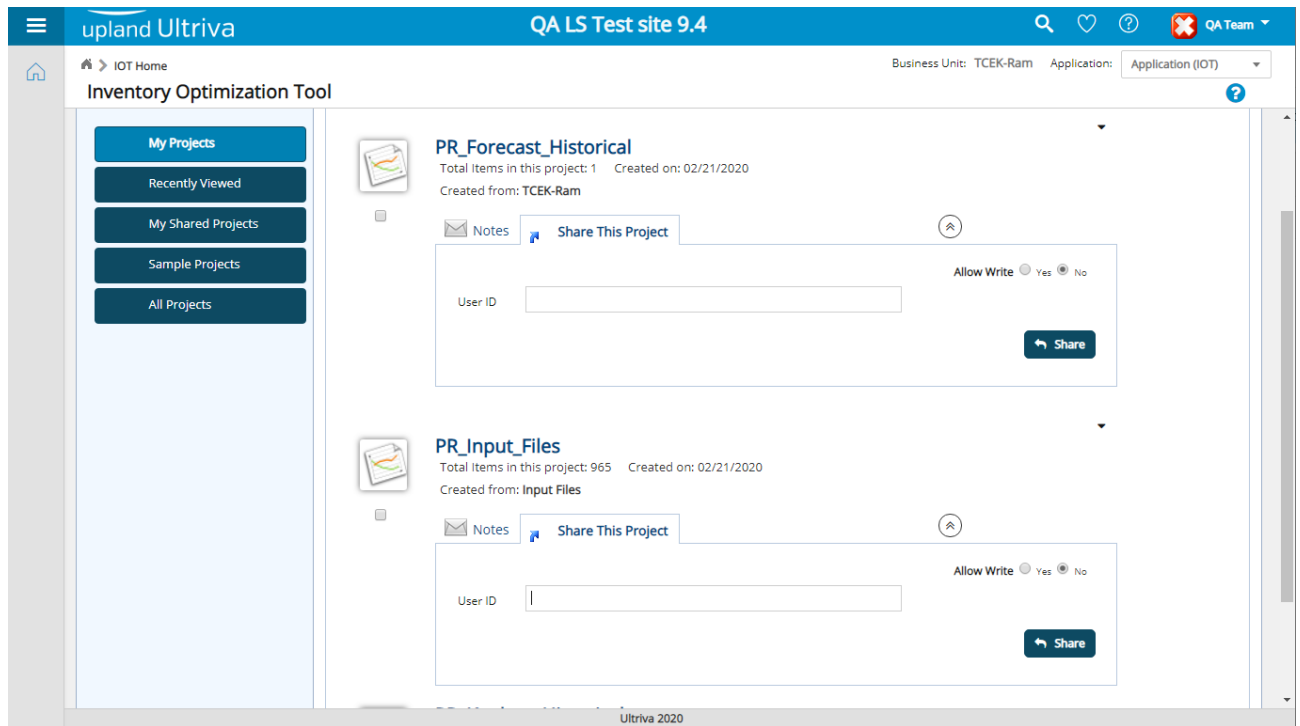 upland Ultriva
QA LS Test site 9.4
QA Team
IOT Home
Business Unit: TCEK-Ram Application: Application (IOT)
Inventory Optimization Tool
My Projects
Recently Viewed
My Shared Projects
Sample Projects
All Projects
PR_Forecast_Historical
Total Items in this project: 1 Created on: 02/21/2020
Created from: TCEK-Ram
Notes
Share This Project
Allow Write Yes No
User ID
Share
PR_Input_Files
Total Items in this project: 965 Created on: 02/21/2020
Created from: Input Files
Notes
Share This Project
Allow Write Yes No
User ID
Share
Ultriva 2020